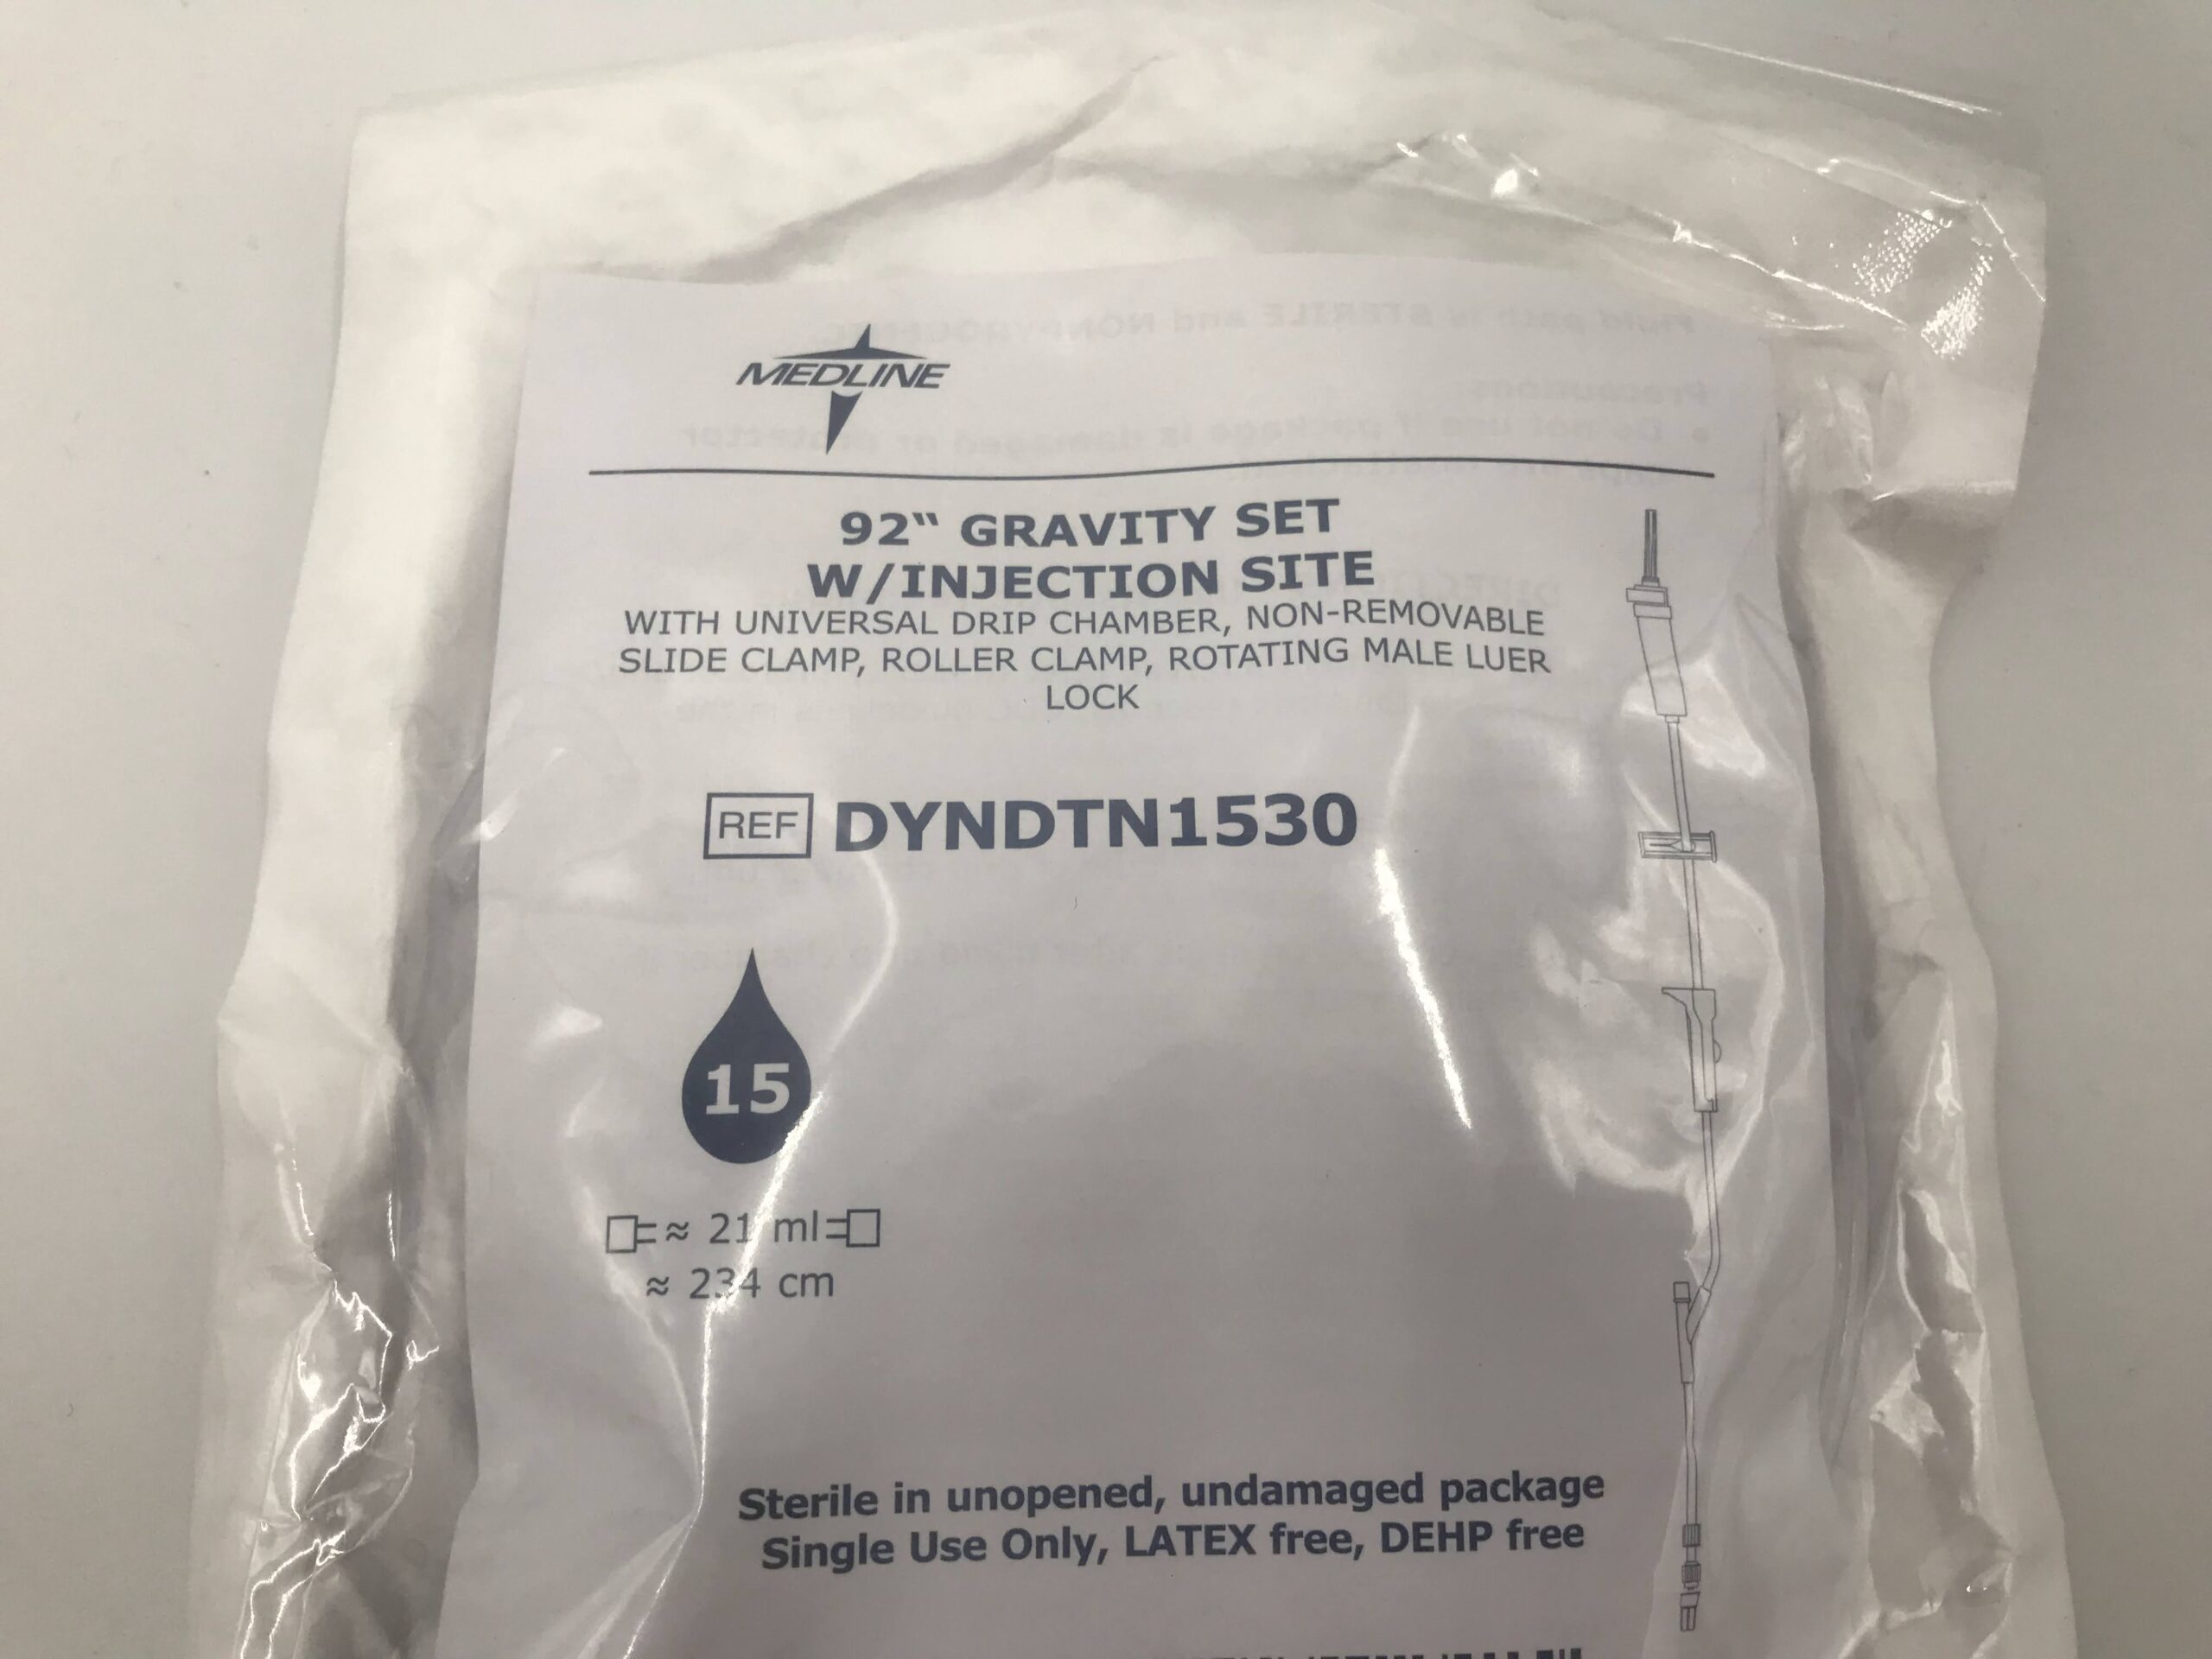 MEDLINE
92“ GRAVITY SET
W/INJECTION SITE
WITH UNIVERSAL DRIP CHAMBER, NON-REMOVABLE
SLIDE CLAMP, ROLLER CLAMP, ROTATING MALE LUER
LOCK
REF DYNDTN1530
15
≈ 21 ml
≈ 234 cm
Sterile in unopened, undamaged package
Single Use Only, LATEX free, DEHP free